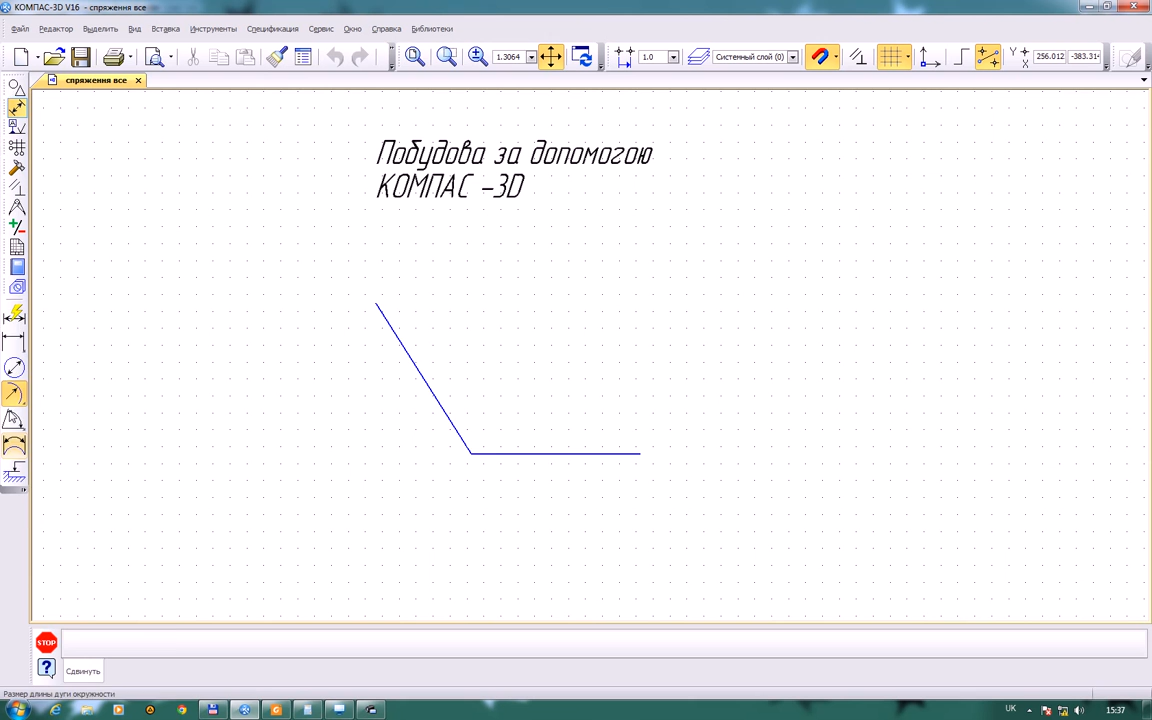 КОМПАС-3D V16 - спряження все
Файл Редактор Выделить Вид Вставка Инструменты Спецификация Сервис Окно Справка Библиотеки
1.3064 1.0 Системный слой (0) 256.012 -383.31
спряження все
Побудова за допомогою
КОМПАС -3D
STOP
Сдвинуть
Размер длины дуги окружности
UK 15:37